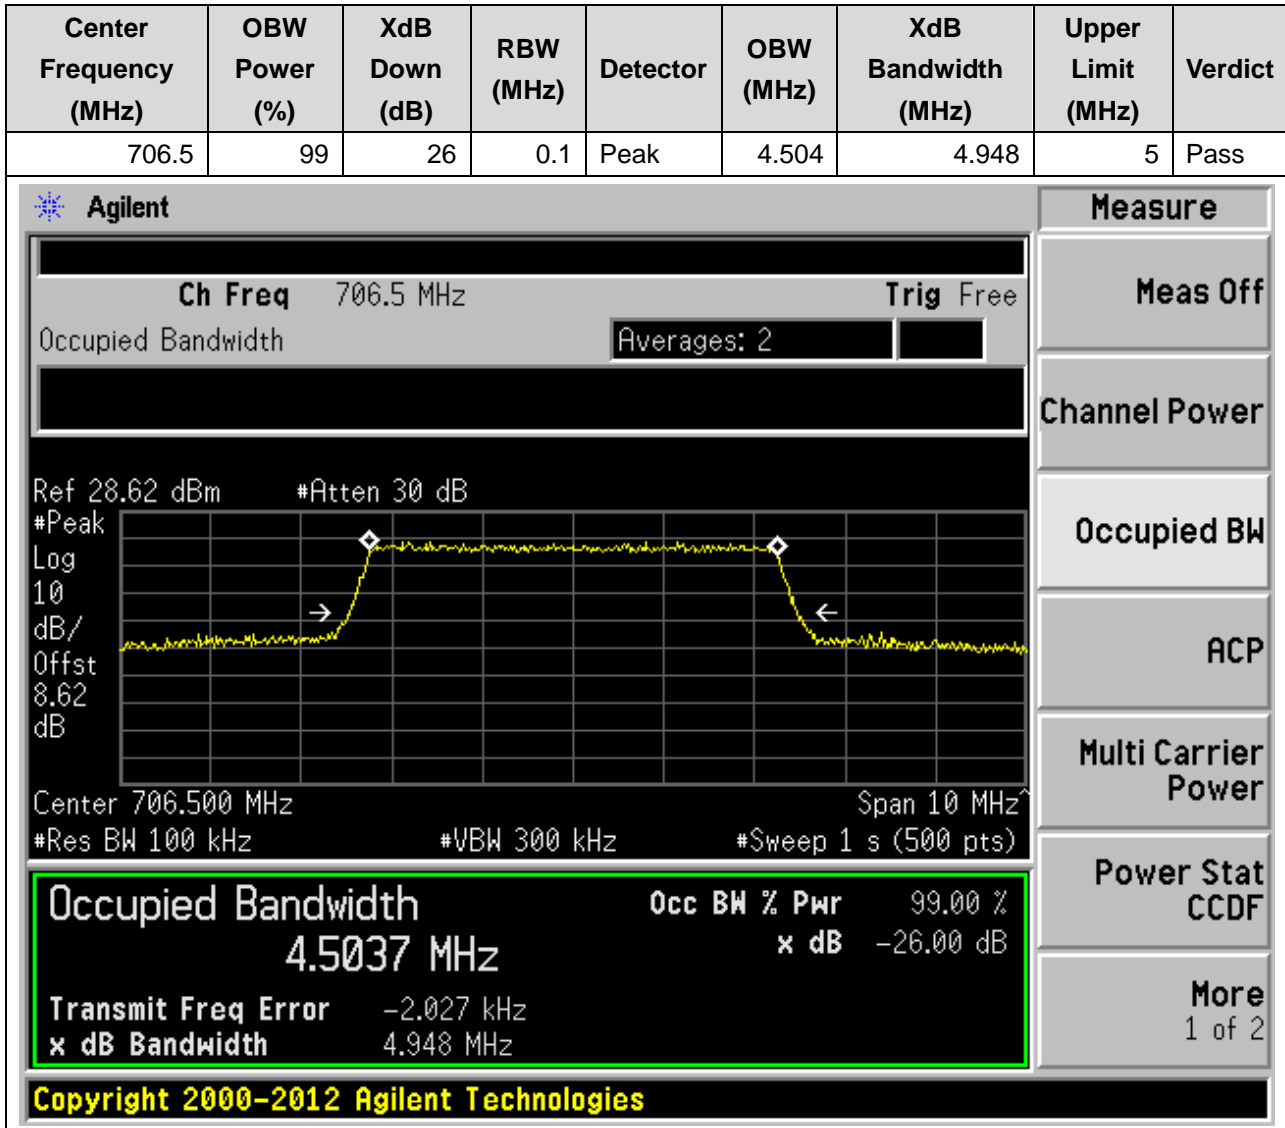 Center Frequency (MHz) OBW Power (%) XdB Down (dB) RBW (MHz) Detector OBW (MHz) XdB Bandwidth (MHz) Upper Limit (MHz) Verdict
706.5 99 26 0.1 Peak 4.504 4.948 5 Pass
Agilent
Measure
Ch Freq 706.5 MHz Trig Free
Occupied Bandwidth Averages: 2
Meas Off
Channel Power
Occupied BW
ACP
Multi Carrier
Power
Power Stat
CCDF
More
1 of 2
Ref 28.62 dBm #Atten 30 dB
#Peak
Log
10
dB/
Offst
8.62
dB
Center 706.500 MHz Span 10 MHz^
#Res BW 100 kHz #VBW 300 kHz #Sweep 1 s (500 pts)
Occupied Bandwidth Occ BW % Pwr 99.00 %
4.5037 MHz x dB -26.00 dB
Transmit Freq Error -2.027 kHz
x dB Bandwidth 4.948 MHz
Copyright 2000-2012 Agilent Technologies